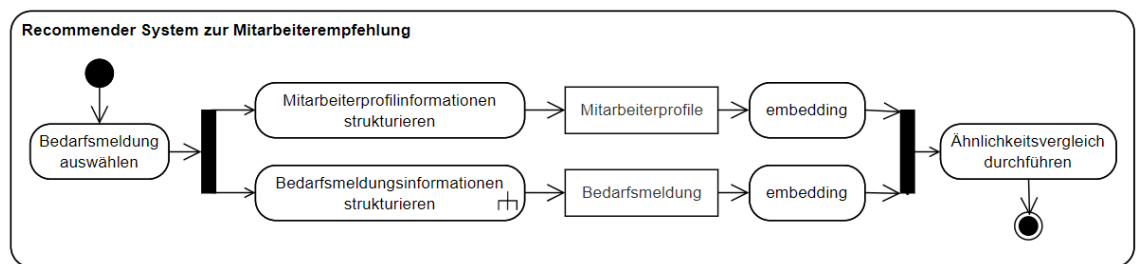 Recommender System zur Mitarbeiterempfehlung
Bedarfsmeldung
auswählen
Mitarbeiterprofilinformationen
strukturieren
Mitarbeiterprofile
embedding
Bedarfsmeldungsinformationen
strukturieren
Bedarfsmeldung
embedding
Ähnlichkeitsvergleich
durchführen